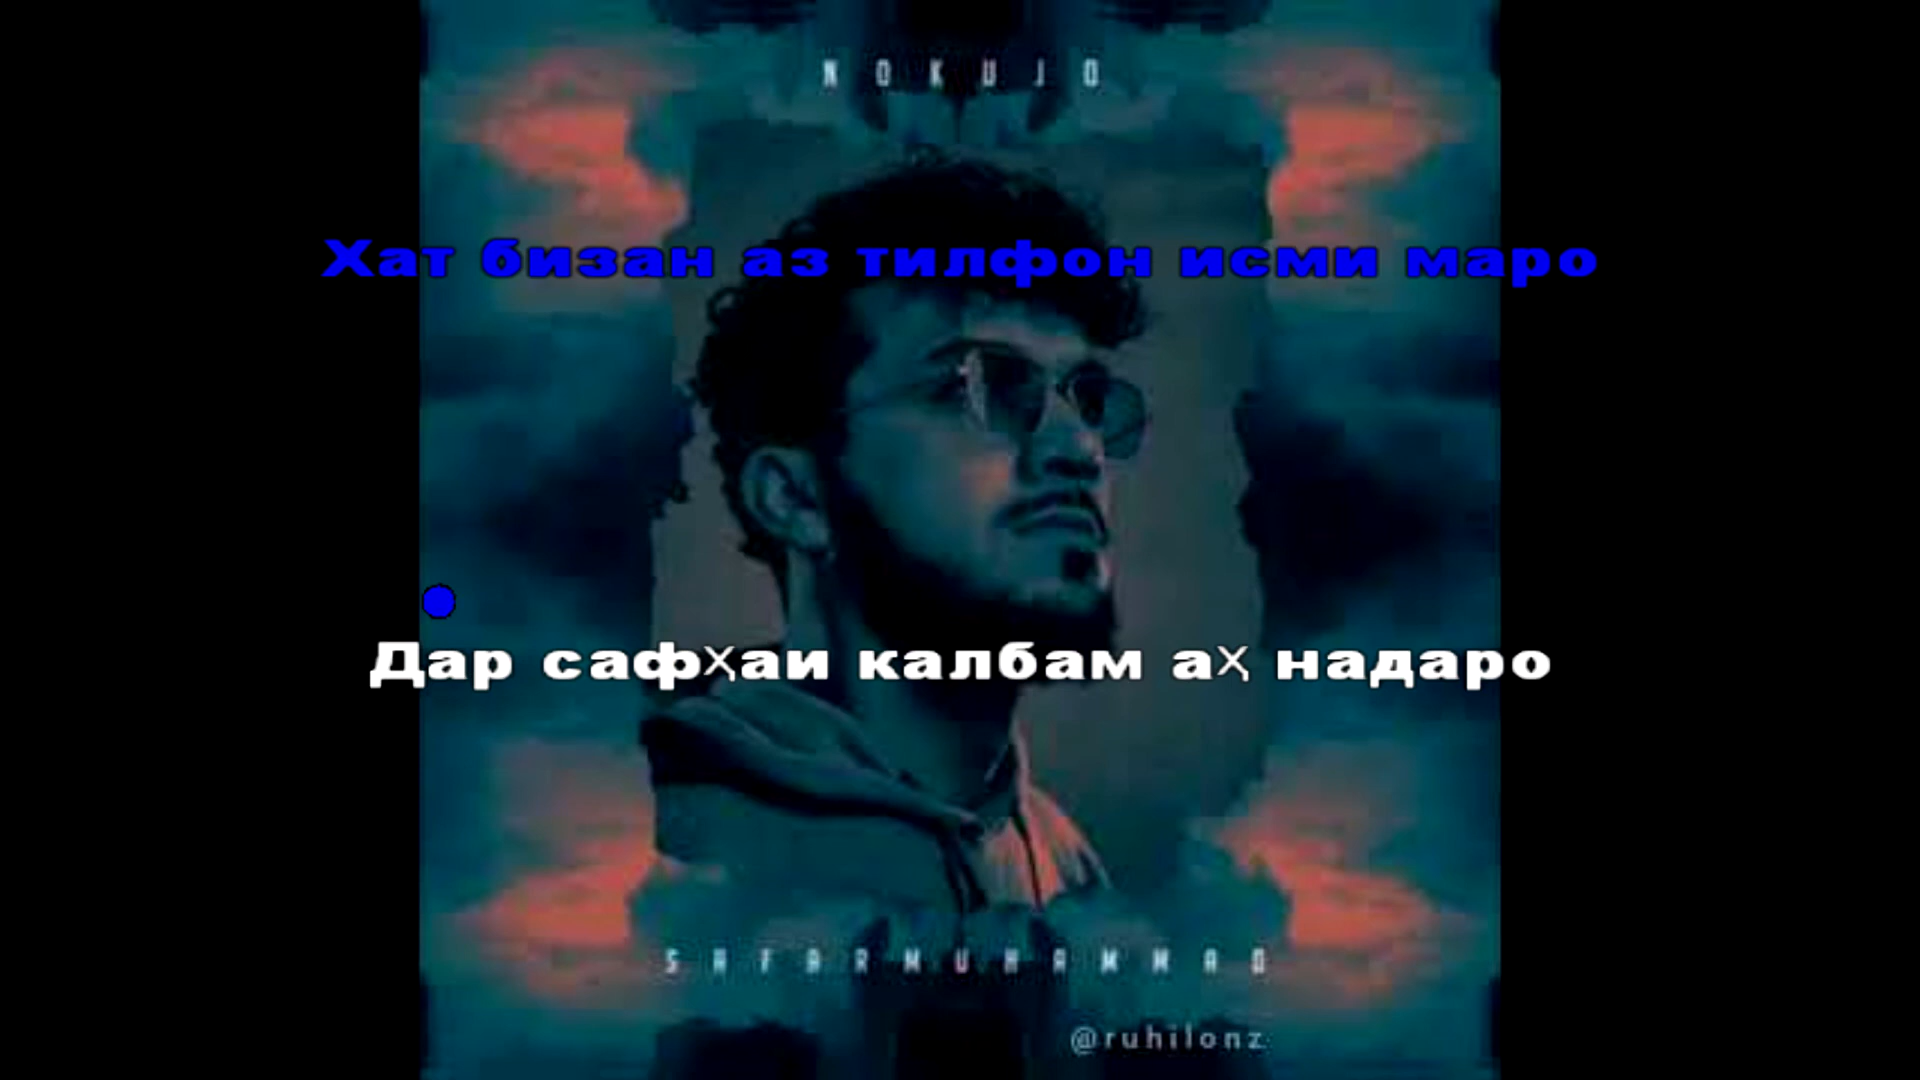 NOKUJO
Хат бизан аз тилфон исми маро
Дар сафҳаи калбам аҳ надаро
SAFARMUHAMMAD
@ruhilonz